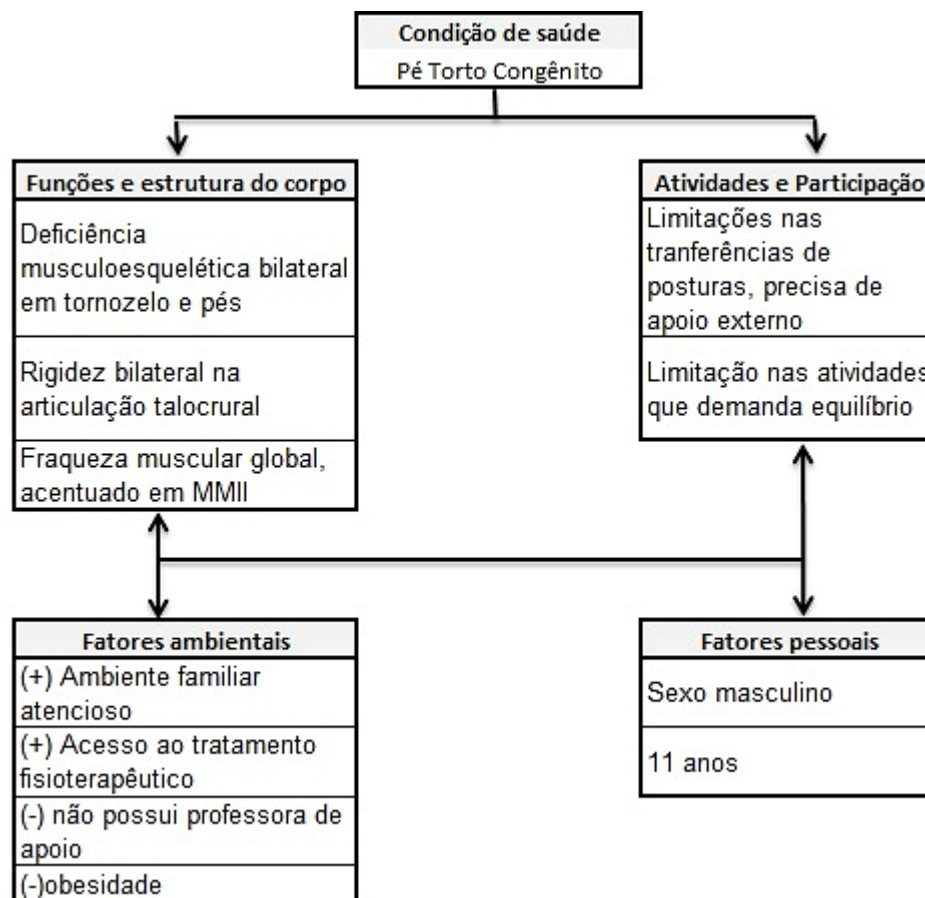 Condição de saúde
Pé Torto Congênito
Funções e estrutura do corpo
Deficiência
musculoesquelética bilateral
em tornozelo e pés
Rigidez bilateral na
articulação talocrural
Fraqueza muscular global,
acentuado em MMII
Atividades e Participação
Limitações nas
tranferências de
posturas, precisa de
apoio externo
Limitação nas atividades
que demanda equilíbrio
Fatores ambientais
(+) Ambiente familiar
atencioso
(+) Acesso ao tratamento
fisioterapêutico
(-) não possui professora de
apoio
(-)obesidade
Fatores pessoais
Sexo masculino
11 anos